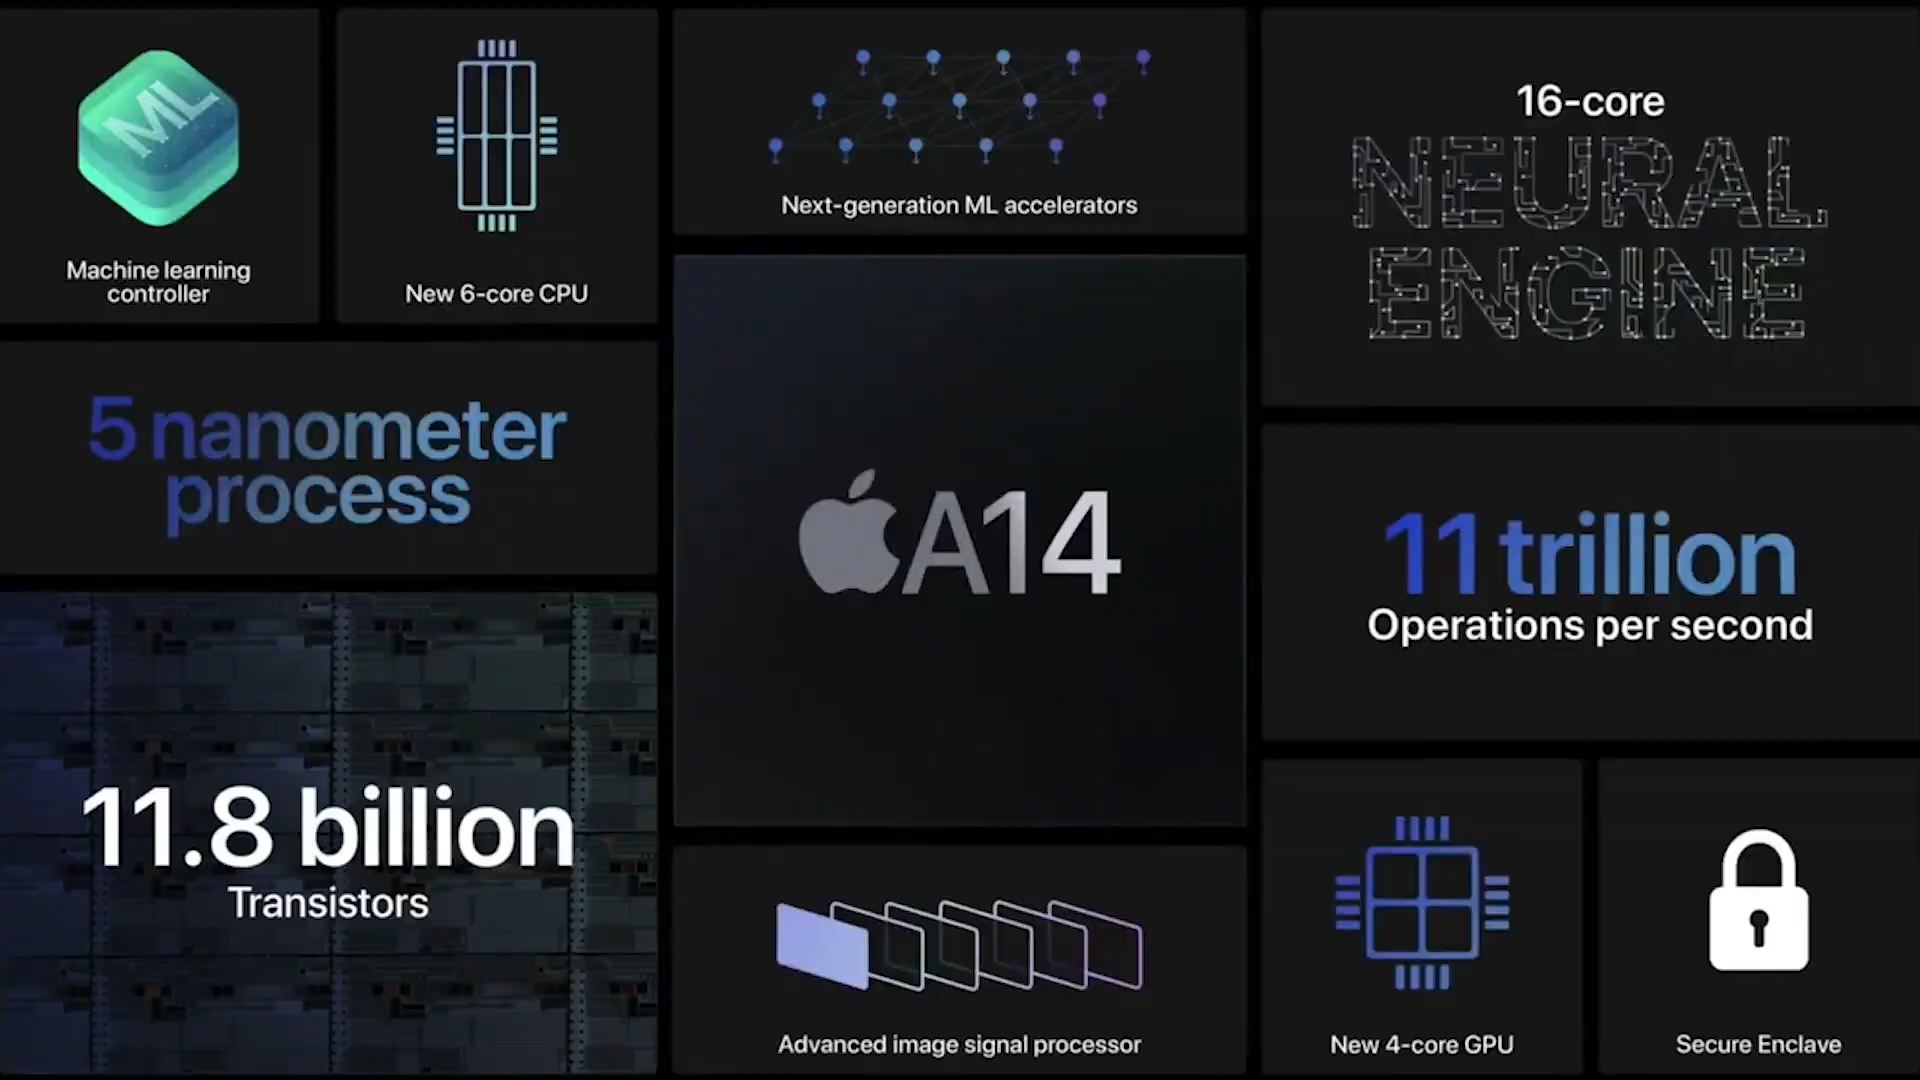 ML
Machine learning
controller
New 6-core CPU
Next-generation ML accelerators
16-core
NEURAL
ENGINE
5 nanometer
process
A14
11 trillion
Operations per second
11.8 billion
Transistors
Advanced image signal processor
New 4-core GPU
Secure Enclave